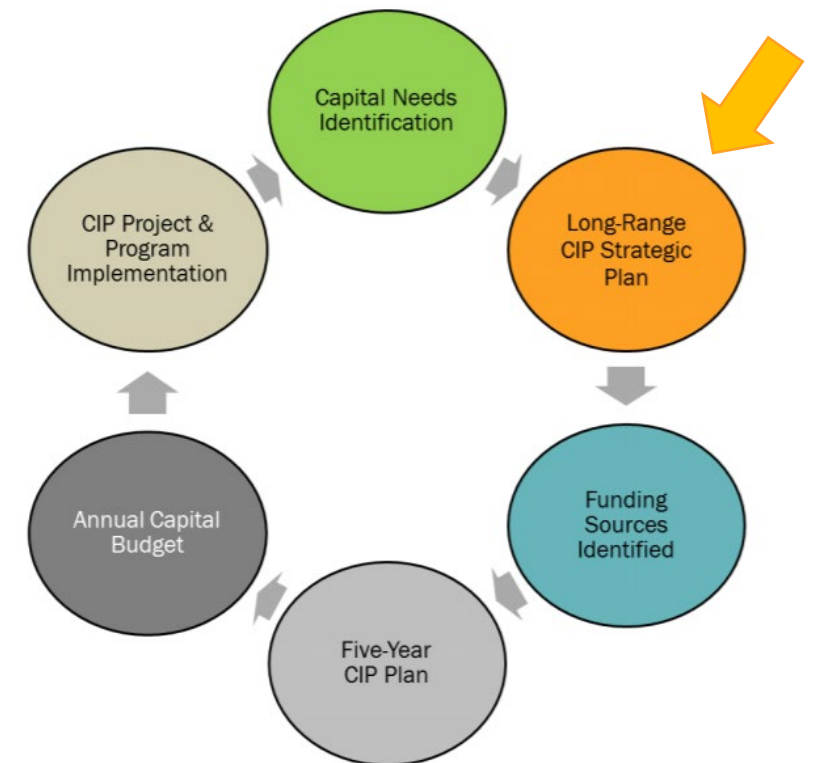 Capital Needs
Identification
Long-Range
CIP Strategic
Plan
Funding
Sources
Identified
Five-Year
CIP Plan
Annual Capital
Budget
CIP Project &
Program
Implementation